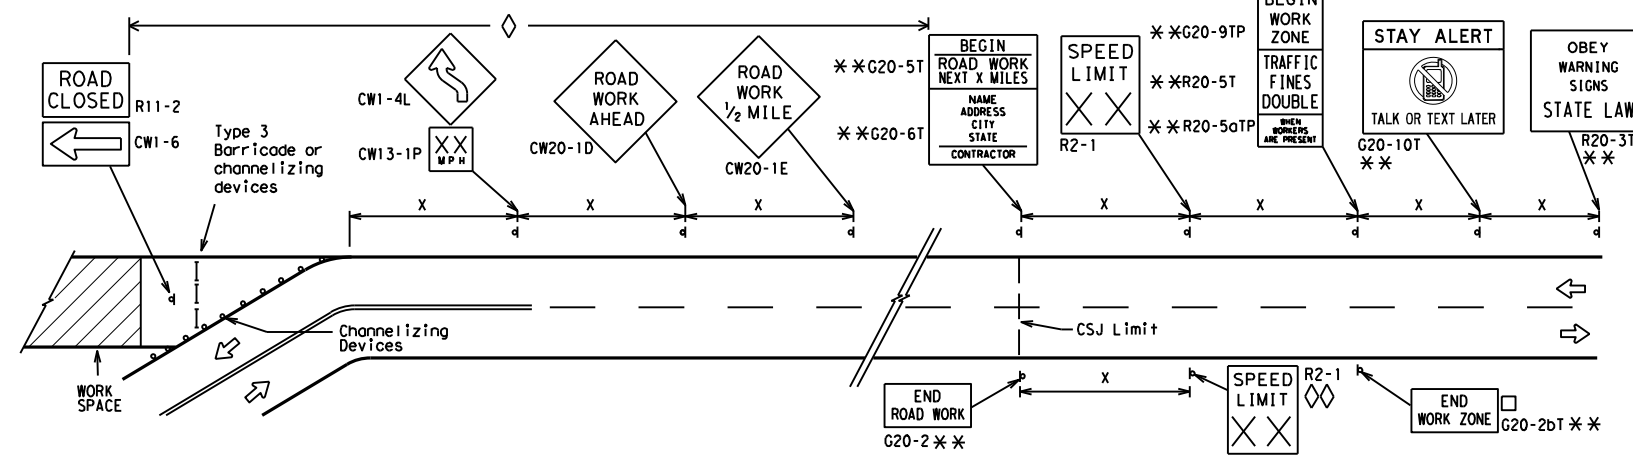 ROAD
CLOSED
R11-2
CW1-6
Type 3
Barricade or
channelizing
devices
CW1-4L
CW13-1P
XX
MPH
ROAD
WORK
AHEAD
CW20-1D
ROAD
WORK
1/2 MILE
CW20-1E
**G20-5T
**G20-6T
BEGIN
ROAD WORK
NEXT X MILES
NAME
ADDRESS
CITY
STATE
CONTRACTOR
SPEED
LIMIT
XX
R2-1
**G20-9TP
**R20-5T
**R20-5aTP
BEGIN
WORK
ZONE
TRAFFIC
FINES
DOUBLE
WHEN
WORKERS
ARE PRESENT
STAY ALERT
TALK OR TEXT LATER
G20-10T
**
OBEY
WARNING
SIGNS
STATE LAW
R20-3T
**
X
X
X
X
X
X
X
Channelizing
Devices
WORK
SPACE
CSJ Limit
X
END
ROAD WORK
G20-2 **
SPEED
LIMIT
XX
R2-1
END
WORK ZONE
G20-2bT **